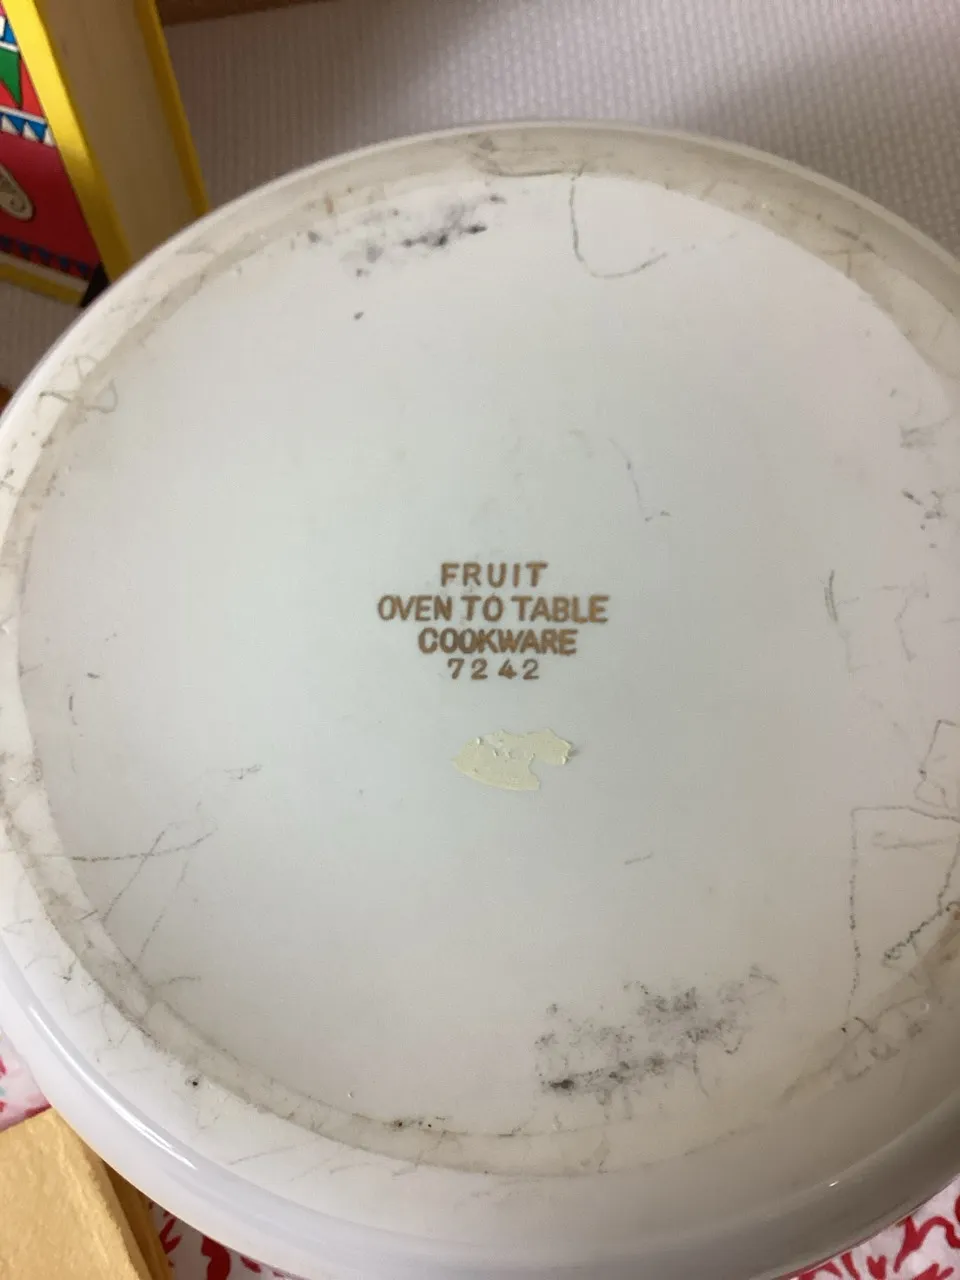 FRUIT
OVEN TO TABLE
COOKWARE
7242